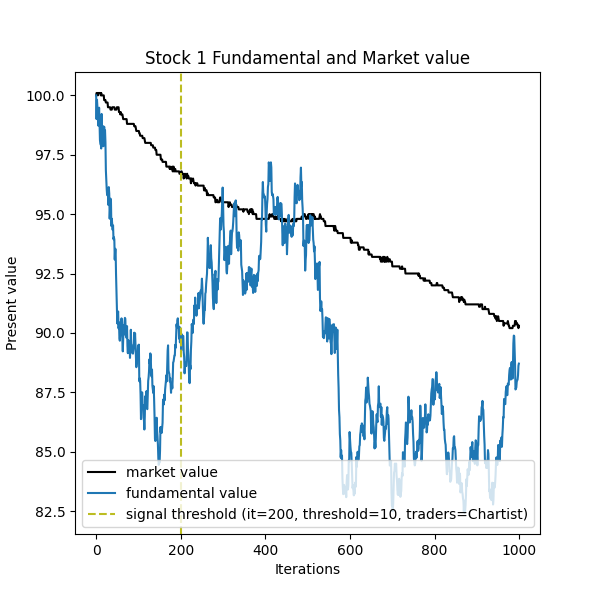 Stock 1 Fundamental and Market value
100.0
97.5
95.0
92.5
90.0
87.5
85.0
82.5
Present value
market value
fundamental value
signal threshold (it=200, threshold=10, traders=Chartist)
0 200 400 600 800 1000
Iterations